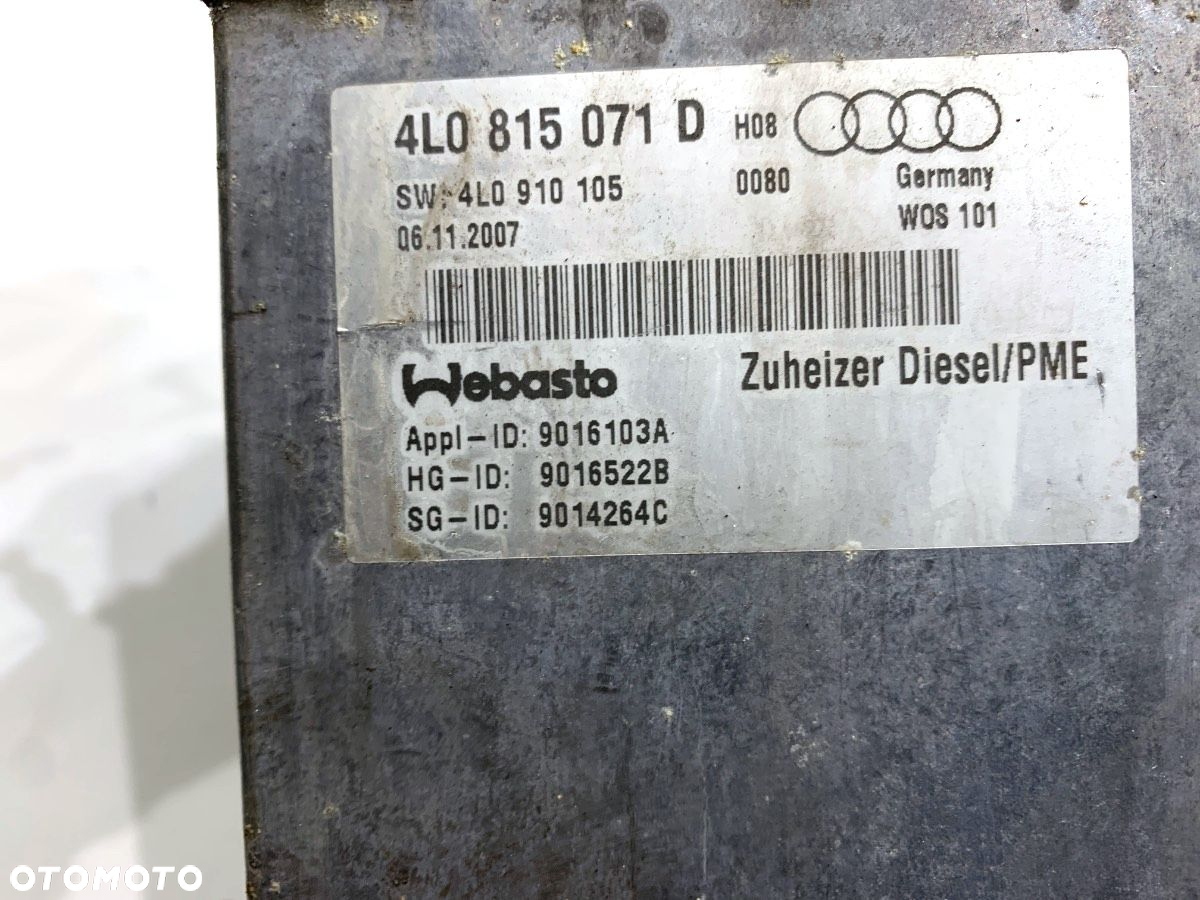 4L0 815 071 D H08
SW: 4L0 910 105 0080 Germany
06.11.2007 WOS 101
Webasto Zuheizer Diesel/PME
Appl-ID: 9016103A
HG-ID: 9016522B
SG-ID: 9014264C
OTOMOTO